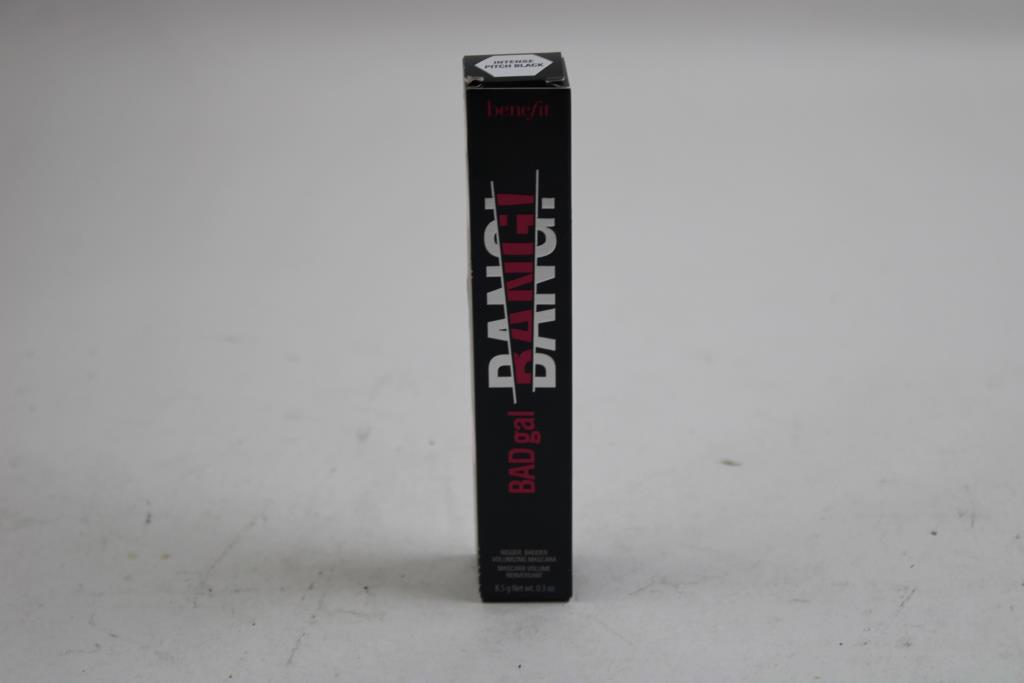 INTENSE
PITCH BLACK
benefit
BADgal BANG!
BIGGER, BADDER
VOLUMIZING MASCARA
MASCARA VOLUME
RENVERSANT
8.5 g Net wt. 0.3 oz.